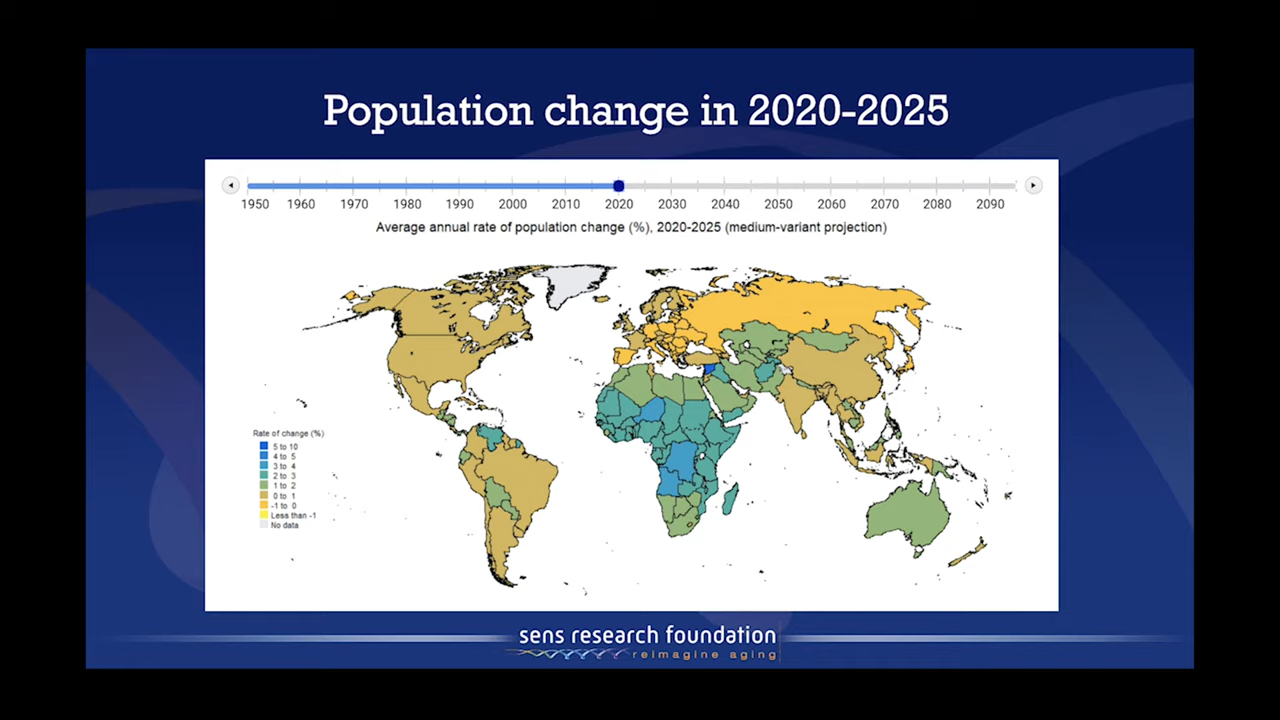 Population change in 2020-2025
1950 1960 1970 1980 1990 2000 2010 2020 2030 2040 2050 2060 2070 2080 2090
Average annual rate of population change (%), 2020-2025 (medium-variant projection)
Rate of change (%)
5 to 10
4 to 5
3 to 4
2 to 3
1 to 2
0 to 1
-1 to 0
Less than -1
No data
sens research foundation
reimagine aging